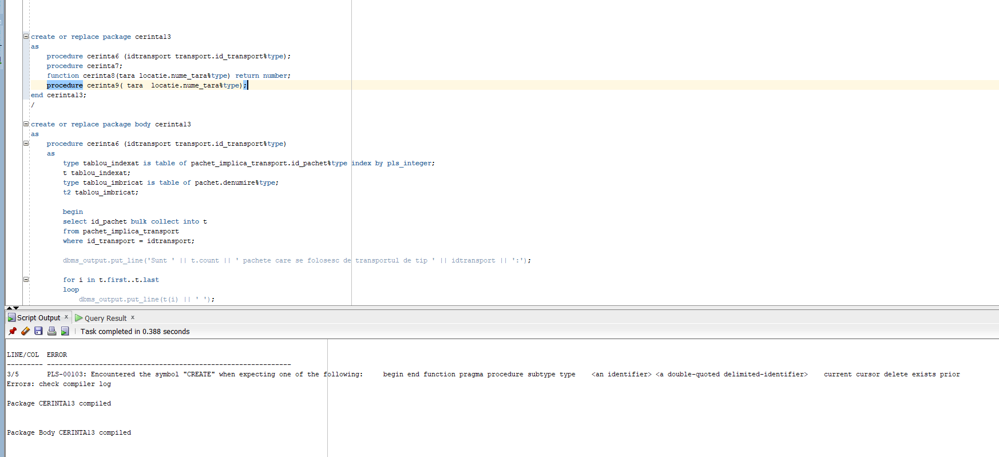 create or replace package cerinta13
as
    procedure cerinta6 (idtransport transport.id_transport%type);
    procedure cerinta7;
    function cerinta8(tara locatie.nume_tara%type) return number;
    procedure cerinta9( tara  locatie.nume_tara%type);
end cerinta13;
/
create or replace package body cerinta13
as
    procedure cerinta6 (idtransport transport.id_transport%type)
    as
        type tablou_indexat is table of pachet_implica_transport.id_pachet%type index by pls_integer;
        t tablou_indexat;
        type tablou_imbricat is table of pachet.denumire%type;
        t2 tablou_imbricat;
        begin
        select id_pachet bulk collect into t
        from pachet_implica_transport
        where id_transport = idtransport;
        dbms_output.put_line('Sunt ' || t.count || ' pachete care se folosesc de transportul de tip ' || idtransport || ':');
        for i in t.first..t.last
        loop
            dbms_output.put_line(t(i) || ' ');
Script Output x Query Result x
Task completed in 0.388 seconds
LINE/COL  ERROR
--------- -------------------------------------------------------------
3/5       PLS-00103: Encountered the symbol "CREATE" when expecting one of the following:     begin end function pragma procedure subtype type    <an identifier> <a double-quoted delimited-identifier>    current cursor delete exists prior
Errors: check compiler log
Package CERINTA13 compiled
Package Body CERINTA13 compiled